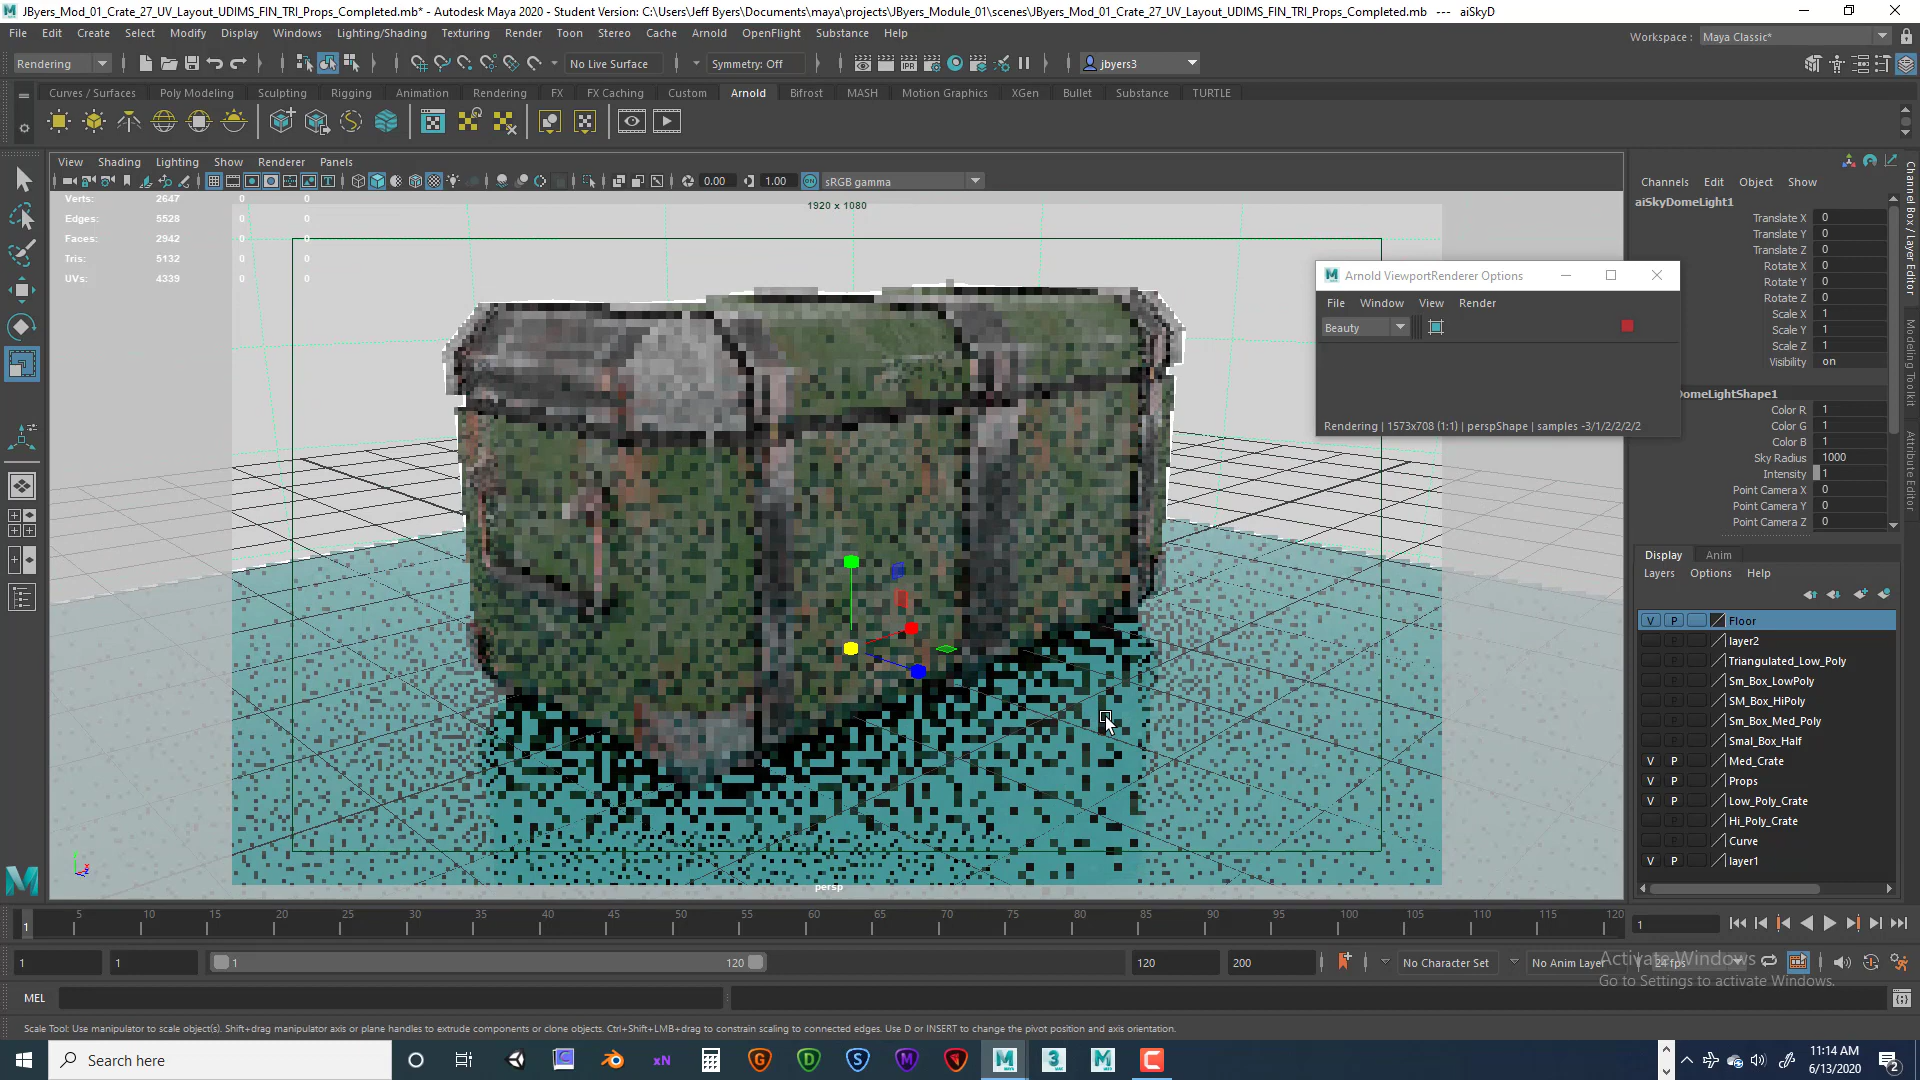 JByers_Mod_01_Crate_27_UV_Layout_UDIMS_FIN_TRI_Props_Completed.mb* - Autodesk Maya 2020 - Student Version: C:\Users\Jeff Byers\Documents\maya\projects\JByers_Module_01\scenes\JByers_Mod_01_Crate_27_UV_Layout_UDIMS_FIN_TRI_Props_Completed.mb --- aiSkyD
File Edit Create Select Modify Display Windows Lighting/Shading Texturing Render Toon Stereo Cache Arnold OpenFlight Substance Help
Workspace : Maya Classic*
Rendering No Live Surface Symmetry: Off jbyers3
Curves / Surfaces Poly Modeling Sculpting Rigging Animation Rendering FX FX Caching Custom Arnold Bifrost MASH Motion Graphics XGen Bullet Substance TURTLE
View Shading Lighting Show Renderer Panels
0.00 1.00 sRGB gamma
1920 x 1080
Verts: 2647 0 0
Edges: 5528 0 0
Faces: 2942 0 0
Tris: 5132 0 0
UVs: 4339 0 0
persp
Arnold ViewportRenderer Options
File Window View Render
Beauty
Rendering | 1573x708 (1:1) | perspShape | samples -3/1/2/2/2/2
Channels Edit Object Show
aiSkyDomeLight1
Translate X 0
Translate Y 0
Translate Z 0
Rotate X 0
Rotate Y 0
Rotate Z 0
Scale X 1
Scale Y 1
Scale Z 1
Visibility on
DomeLightShape1
Color R 1
Color G 1
Color B 1
Sky Radius 1000
Intensity 1
Point Camera X 0
Point Camera Y 0
Point Camera Z 0
Channel Box / Layer Editor
Modeling Toolkit
Attribute Editor
Display Anim
Layers Options Help
V P Floor
layer2
Triangulated_Low_Poly
Sm_Box_LowPoly
SM_Box_HiPoly
Sm_Box_Med_Poly
Smal_Box_Half
V P Med_Crate
V P Props
V P Low_Poly_Crate
Hi_Poly_Crate
Curve
V P layer1
5 10 15 20 25 30 35 40 45 50 55 60 65 70 75 80 85 90 95 100 105 110 115 120
1 1
1 1 1 120 120 200 No Character Set No Anim Layer 24 fps
Activate Windows
Go to Settings to activate Windows.
MEL
Scale Tool: Use manipulator to scale object(s). Shift+drag manipulator axis or plane handles to extrude components or clone objects. Ctrl+Shift+LMB+drag to constrain scaling to connected edges. Use D or INSERT to change the pivot position and axis orientation.
Search here
11:14 AM
6/13/2020
2